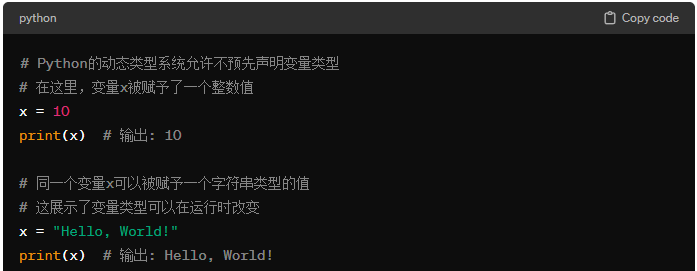 python
Copy code
# Python的动态类型系统允许不预先声明变量类型
# 在这里，变量x被赋予了一个整数值
x = 10
print(x)  # 输出: 10
# 同一个变量x可以被赋予一个字符串类型的值
# 这展示了变量类型可以在运行时改变
x = "Hello, World!"
print(x)  # 输出: Hello, World!